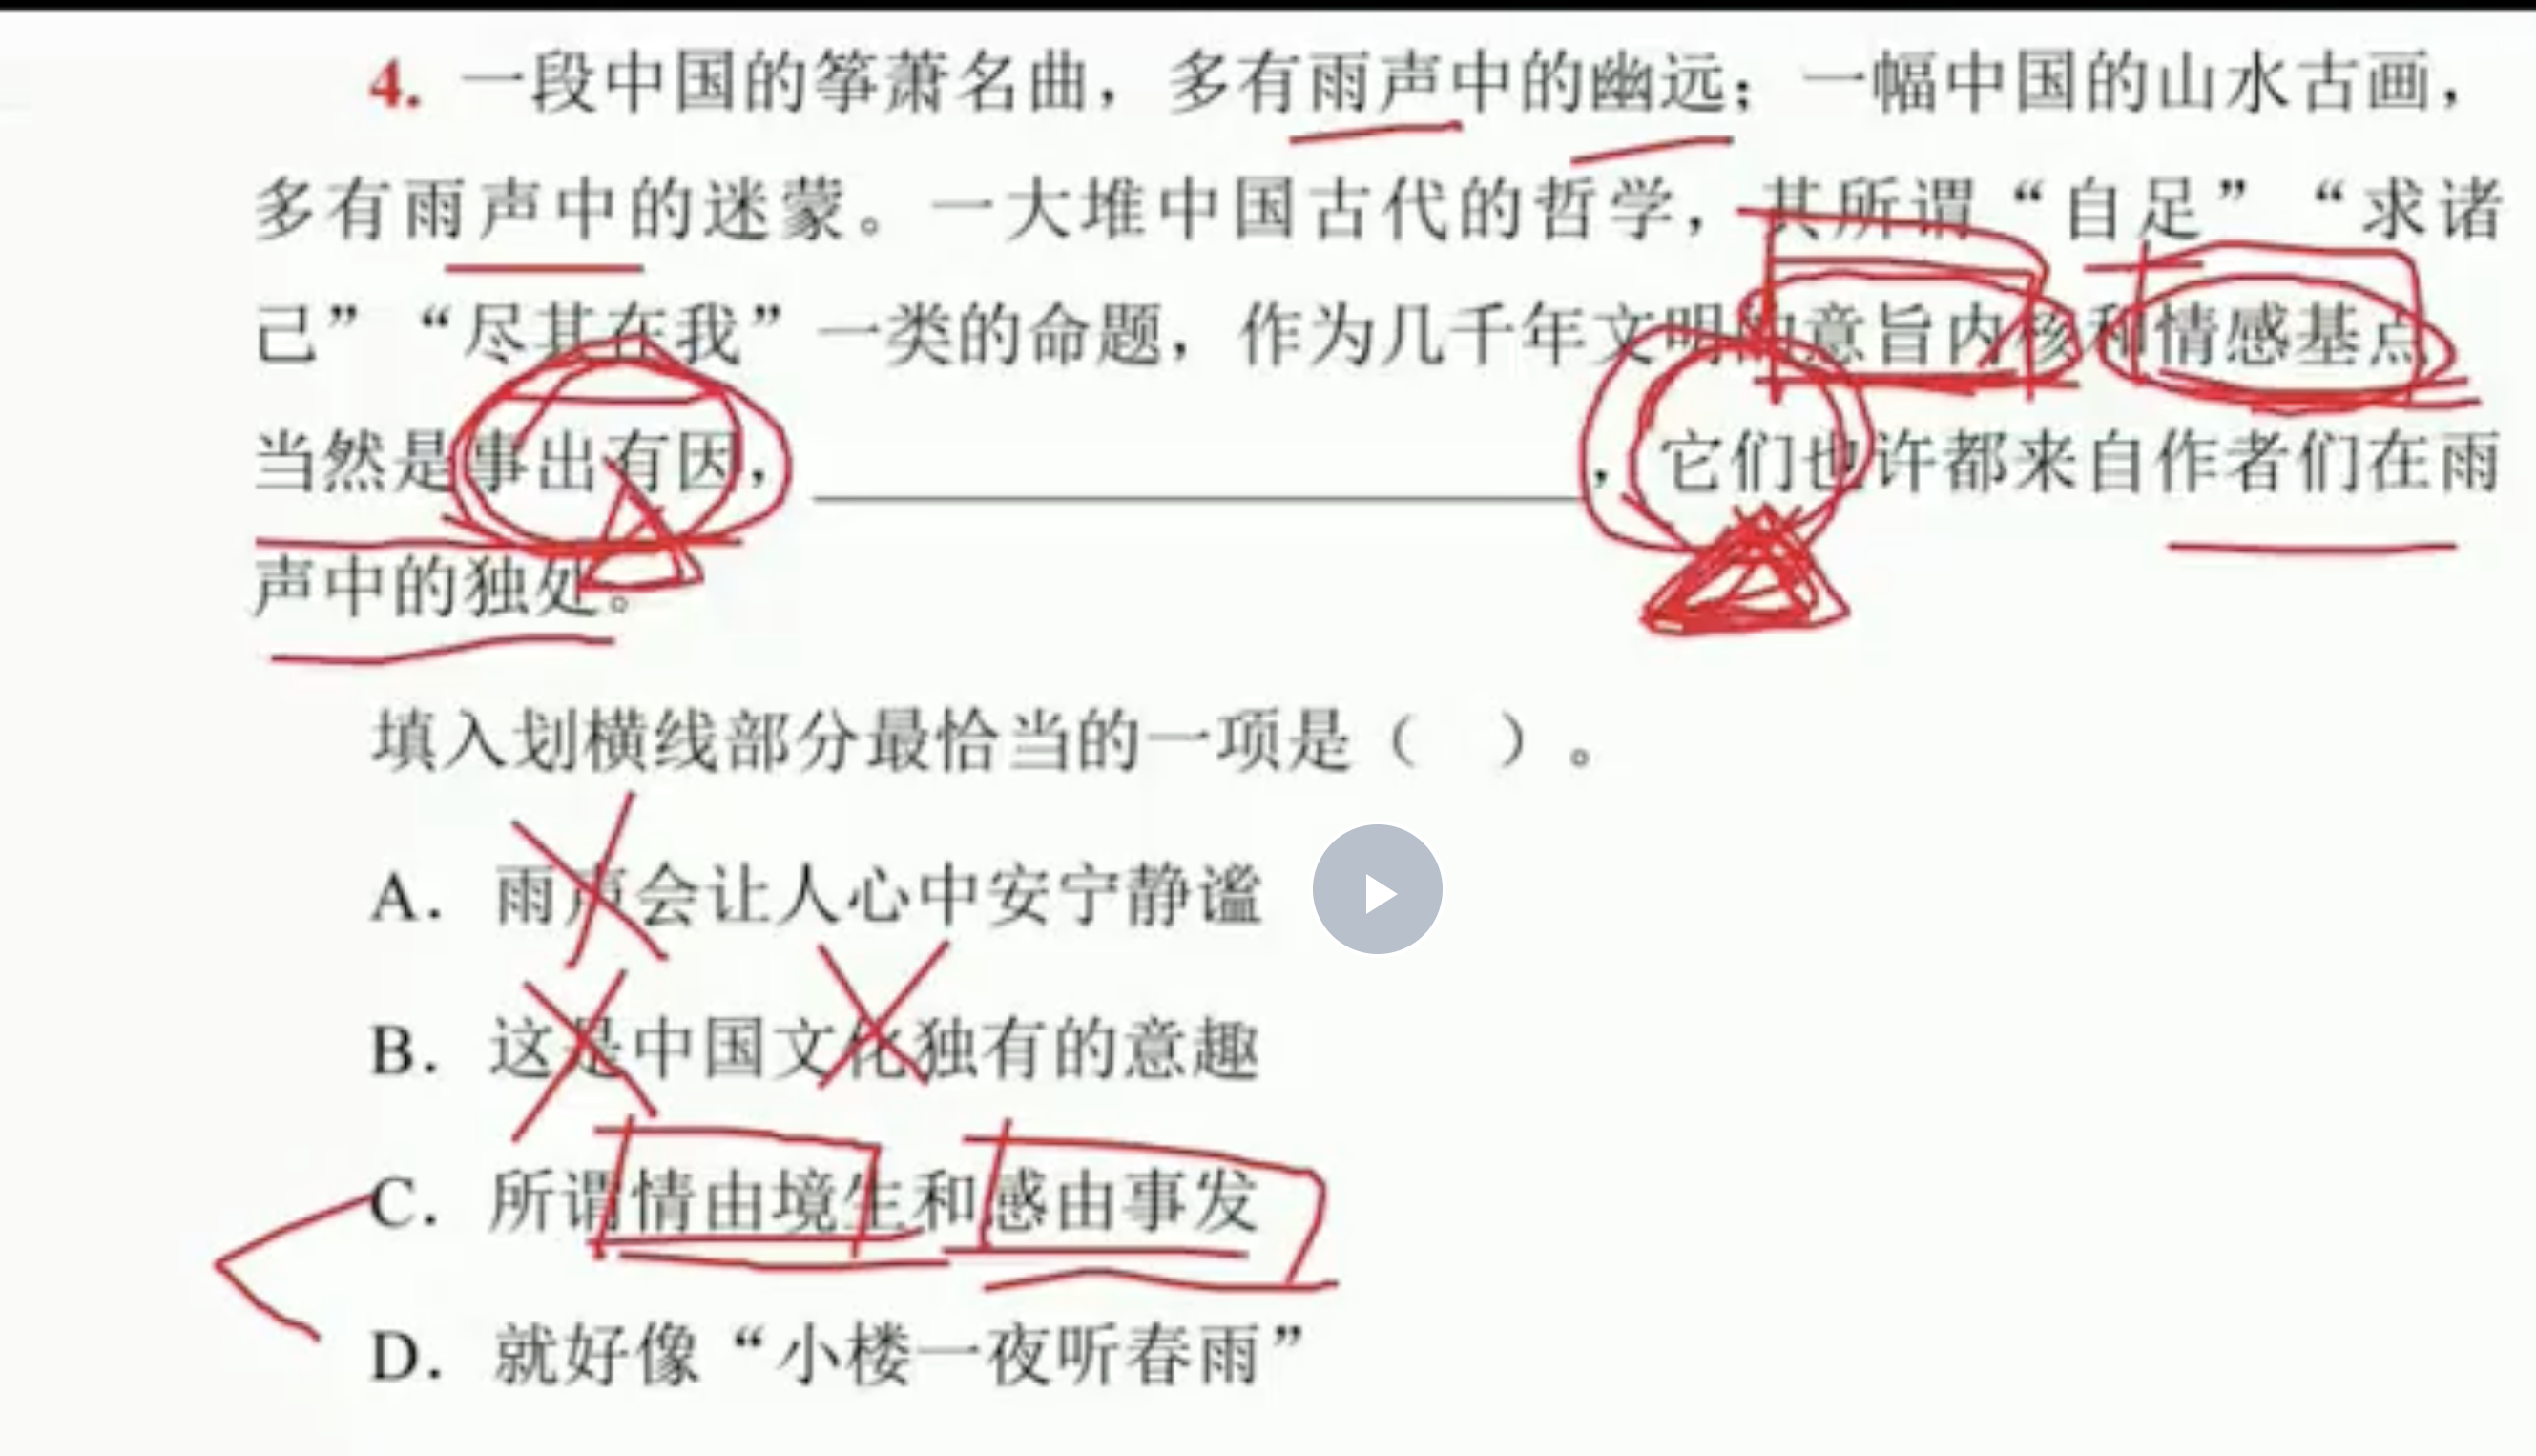 4. 一段中国的筝萧名曲，多有雨声中的幽远；一幅中国的山水古画，
多有雨声中的迷蒙。一大堆中国古代的哲学，其所谓“自足”“求诸
己”“尽其在我”一类的命题，作为几千年文明的意旨内核和情感基点
当然是事出有因，____________，它们也许都来自作者们在雨
声中的独处。
填入划横线部分最恰当的一项是（ ）。
A. 雨声会让人心中安宁静谧
B. 这是中国文化独有的意趣
C. 所谓情由境生和感由事发
D. 就好像“小楼一夜听春雨”